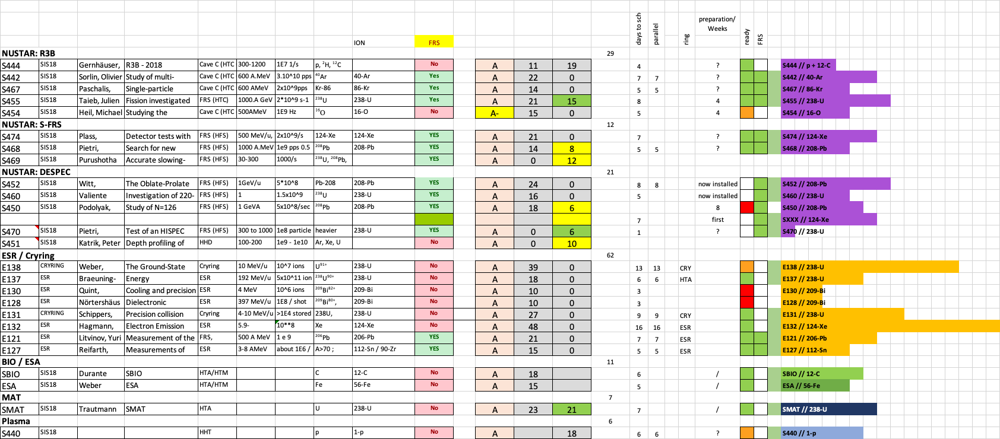 days to sch parallel ring preparation/ Weeks ready FRS
ION FRS
NUSTAR: R3B 29
S444 SIS18 Gernhäuser, R3B - 2018 Cave C (HTC 300-1200 1E7 1/s p, ²H, ¹²C No A 11 19 4 ? S444 // p + 12-C
S442 SIS18 Sorlin, Olivier Study of multi- Cave C (HTC 600 A.MeV 3.10^10 pps ⁴⁰Ar 40-Ar Yes A 22 0 7 7 ? S442 // 40-Ar
S467 SIS18 Paschalis, Single-particle Cave C (HTC 600 AMeV 2x10^9pps Kr-86 86-Kr Yes A 14 0 5 5 ? S467 // 86-Kr
S455 SIS18 Taieb, Julien Fission investigated FRS (HTC) 1000.A GeV 2*10^9 s-1 ²³⁸U 238-U Yes A 21 15 8 4 S455 // 238-U
S454 SIS18 Heil, Michael Studying the Cave C (HTC 500AMeV 1E9 Hz ¹⁶O 16-O No A- 15 0 5 4 S454 // 16-O
NUSTAR: S-FRS 12
S474 SIS18 Plass, Detector tests with FRS (HFS) 500 MeV/u, 2x10^9/s 124-Xe 124-Xe YES A 21 0 7 ? S474 // 124-Xe
S468 SIS18 Pietri, Search for new FRS (HFS) 1000 A.MeV 1e9 pps 0.5 ²⁰⁸Pb 208-Pb YES A 14 8 5 5 ? S468 // 208-Pb
S469 SIS18 Purushotha Accurate slowing- FRS (HFS) 30-300 1000/s ²³⁸U, ²⁰⁸Pb, YES A 0 12
NUSTAR: DESPEC 21
S452 SIS18 Witt, The Oblate-Prolate FRS (HFS) 1GeV/u 5*10^8 Pb-208 208-Pb YES A 24 0 8 8 now installed S452 // 208-Pb
S460 SIS18 Valiente Investigation of 220- FRS (HFS) 1 1.5x10^9 ²³⁸U 238-U YES A 16 0 5 now installed S460 // 238-U
S450 SIS18 Podolyak, Study of N=126 FRS (HFS) 1 GeVA 5x10^8/sec ²⁰⁸Pb 208-Pb YES A 18 6 8 S450 // 208-Pb
7 first SXXX // 124-Xe
S470 SIS18 Pietri, Test of an HISPEC FRS (HFS) 300 to 1000 1e8 particle heavier 238-U YES A 0 6 1 ? S470 // 238-U
S451 SIS18 Katrik, Peter Depth profiling of HHD 100-200 1e9 - 1e10 Ar, Xe, U No A 0 10
ESR / Cryring 62
E138 CRYRING Weber, The Ground-State Cryring 10 MeV/u 10^7 ions U⁹¹⁺ 238-U No A 39 0 13 13 CRY E138 // 238-U
E137 ESR Braeuning- Energy ESR 192 MeV/u 5x10^11 ion ²³⁸U⁹⁰⁺ 238-U No A 18 0 6 6 HTA E137 // 238-U
E130 ESR Quint, Cooling and precision ESR 4 MeV 10^6 ions ²⁰⁹Bi⁸²⁺ 209-Bi No A 10 0 3 E130 // 209-Bi
E128 ESR Nörtershäus Dielectronic ESR 397 MeV/u 1E8 / shot ²⁰⁹Bi⁸⁰⁺, 209-Bi No A 10 0 3 E128 // 209-Bi
E131 CRYRING Schippers, Precision collision Cryring 4-10 MeV/u >1E4 stored 238U, 238-U No A 27 0 9 9 CRY E131 // 238-U
E132 ESR Hagmann, Electron Emission ESR 5.9- 10**8 Xe 124-Xe No A 48 0 16 16 ESR E132 // 124-Xe
E121 ESR Litvinov, Yuri Measurement of the FRS, 500 A MeV 1 e 9 ²⁰⁶Pb 206-Pb YES A 21 0 7 7 ESR E121 // 206-Pb
E127 ESR Reifarth, Measurements of ESR 3-8 AMeV about 1E6 / A>70 ; 112-Sn / 90-Zr YES A 15 0 5 5 ESR E127 // 112-Sn
BIO / ESA 11
SBIO SIS18 Durante SBIO HTA/HTM C 12-C No A 18 6 / SBIO // 12-C
ESA SIS18 Weber ESA HTA/HTM Fe 56-Fe No A 15 5 / ESA // 56-Fe
MAT 7
SMAT SIS18 Trautmann SMAT HTA U 238-U No A 23 21 7 / SMAT // 238-U
Plasma 6
S440 SIS18 HHT p 1-p No A 18 6 6 ? S440 // 1-p